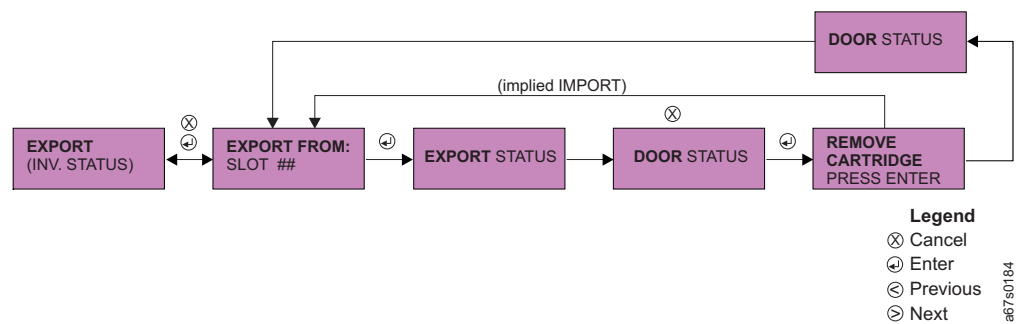 DOOR STATUS
(implied IMPORT)
EXPORT
(INV. STATUS)
EXPORT FROM:
SLOT ##
EXPORT STATUS
DOOR STATUS
REMOVE
CARTRIDGE
PRESS ENTER
Legend
Cancel
Enter
Previous
Next
a67s0184